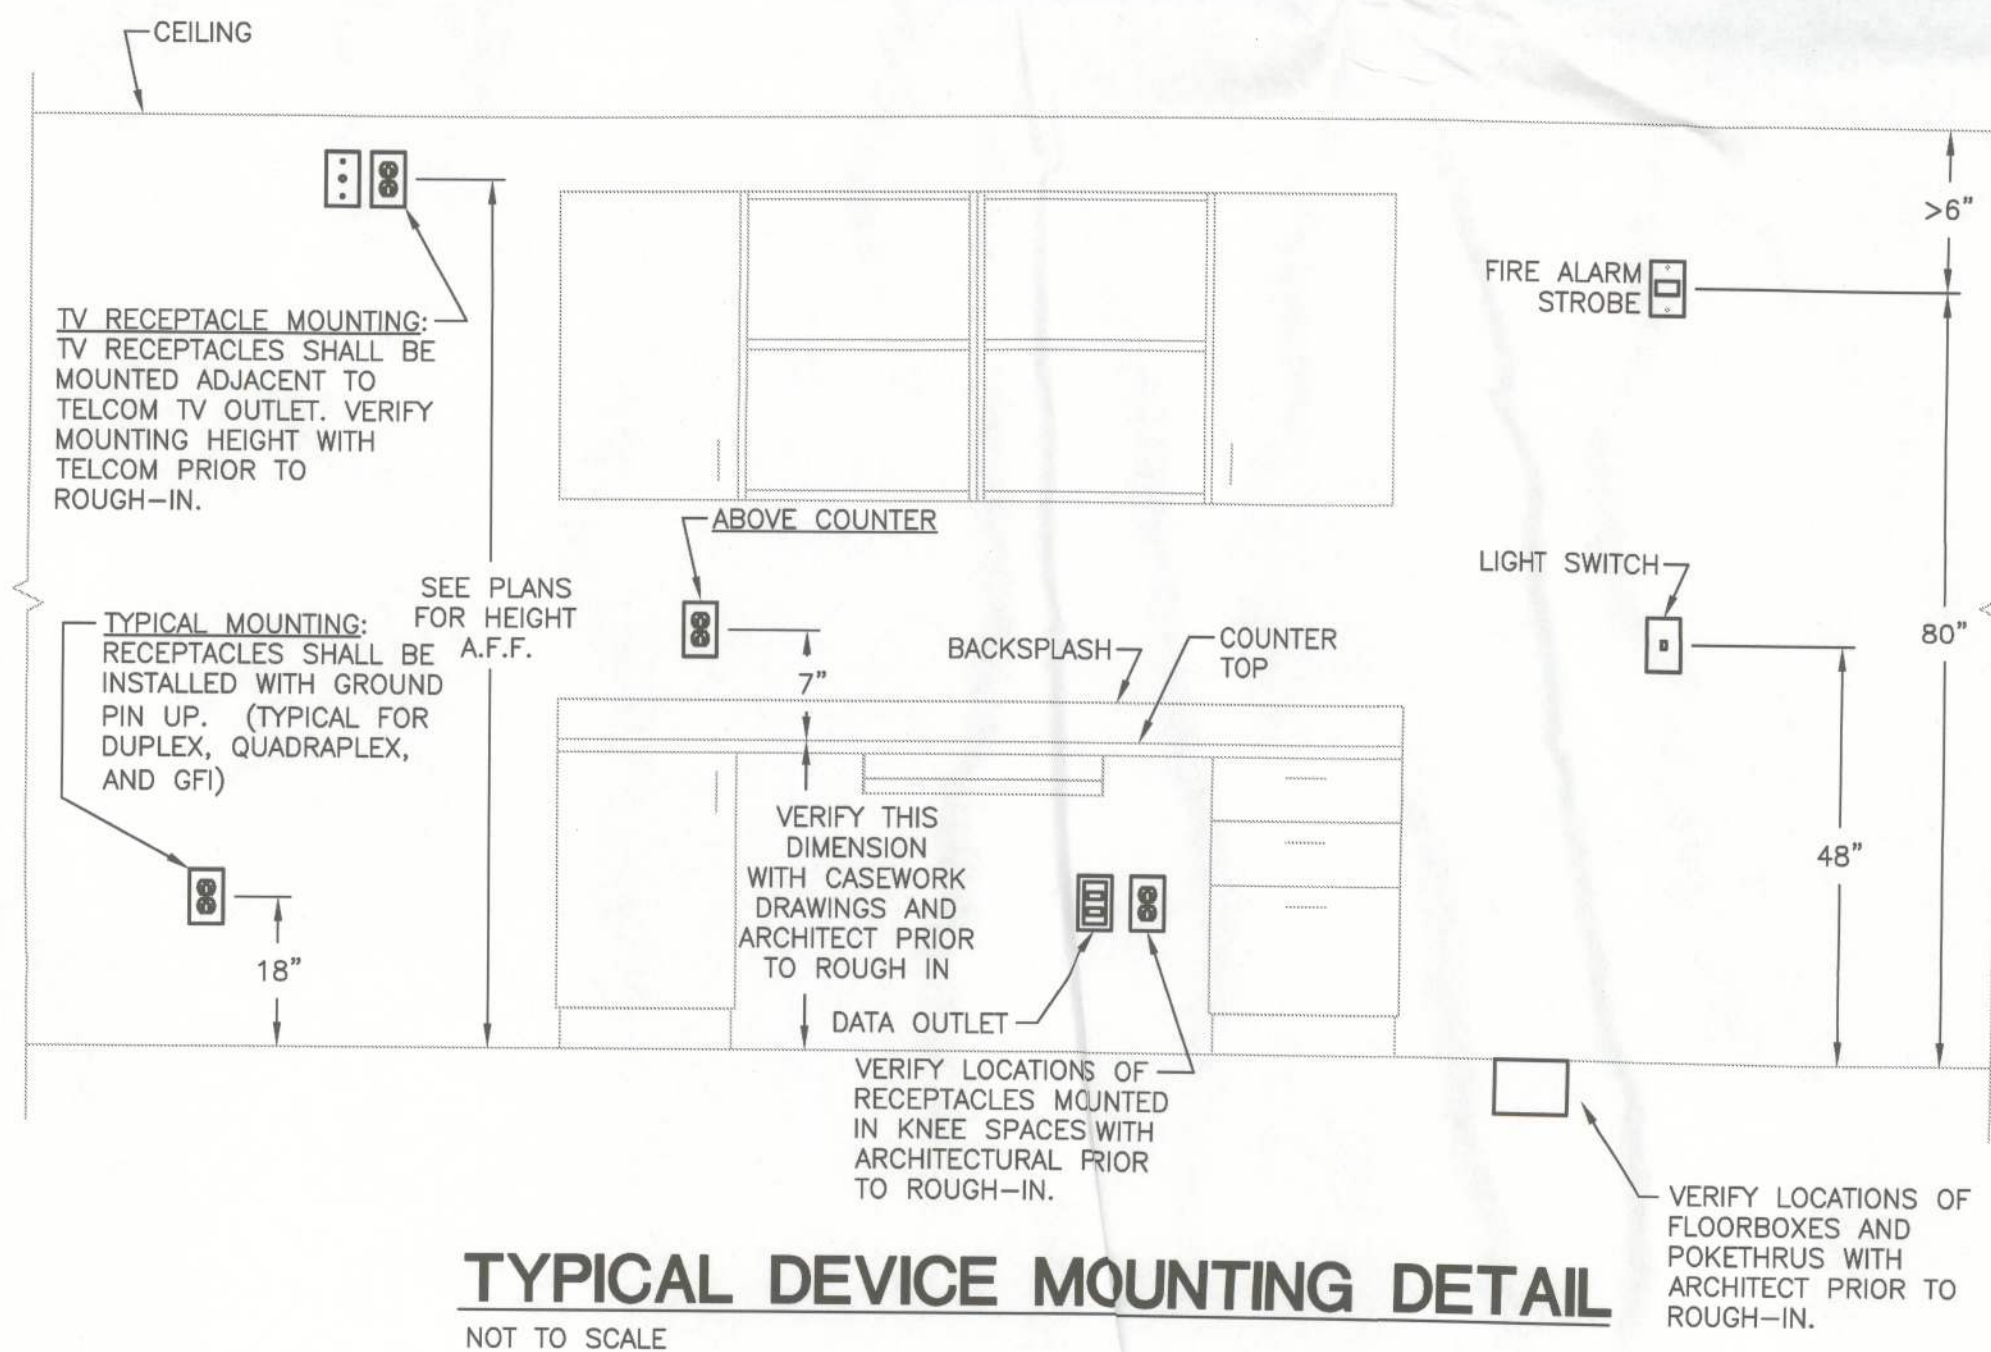 CEILING
>6”
FIRE ALARM
STROBE
TV RECEPTACLE MOUNTING:
TV RECEPTACLES SHALL BE
MOUNTED ADJACENT TO
TELCOM TV OUTLET. VERIFY
MOUNTING HEIGHT WITH
TELCOM PRIOR TO
ROUGH–IN.
ABOVE COUNTER
LIGHT SWITCH
SEE PLANS
FOR HEIGHT
A.F.F.
TYPICAL MOUNTING:
RECEPTACLES SHALL BE
INSTALLED WITH GROUND
PIN UP. (TYPICAL FOR
DUPLEX, QUADRAPLEX,
AND GFI)
BACKSPLASH
COUNTER
TOP
80”
7”
VERIFY THIS
DIMENSION
WITH CASEWORK
DRAWINGS AND
ARCHITECT PRIOR
TO ROUGH IN
48”
18”
DATA OUTLET
VERIFY LOCATIONS OF
RECEPTACLES MOUNTED
IN KNEE SPACES WITH
ARCHITECTURAL PRIOR
TO ROUGH–IN.
VERIFY LOCATIONS OF
FLOORBOXES AND
POKETHRUS WITH
ARCHITECT PRIOR TO
ROUGH–IN.
TYPICAL DEVICE MOUNTING DETAIL
NOT TO SCALE